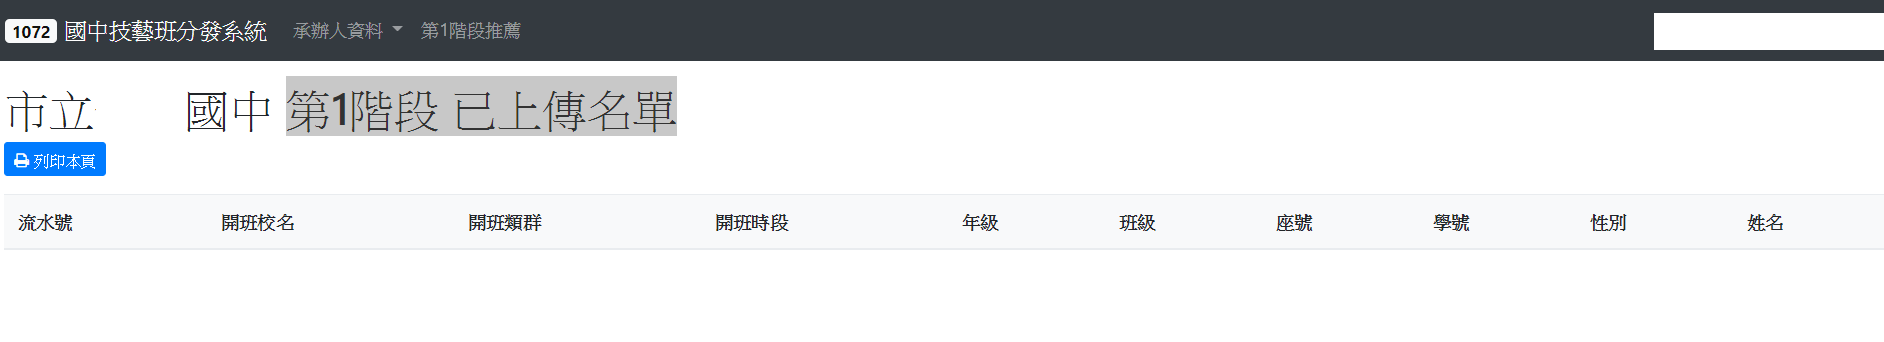 1072 國中技藝班分發系統 承辦人資料 第1階段推薦
市立 國中 第1階段 已上傳名單
列印本頁
流水號 開班校名 開班類群 開班時段 年級 班級 座號 學號 性別 姓名